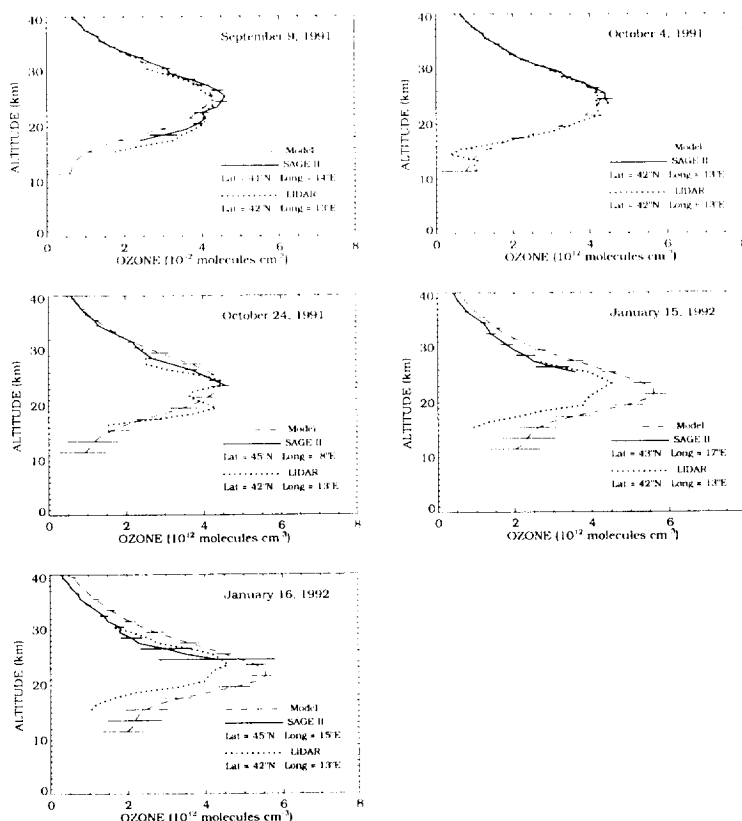 September 9, 1991
ALTITUDE (km)
40
30
20
10
0
Model
SAGE II
Lat = 41°N Long = 14°E
LIDAR
Lat = 42°N Long = 13°E
0 2 4 6 8
OZONE (10¹² molecules cm⁻³)
October 4, 1991
ALTITUDE (km)
40
30
20
10
0
Model
SAGE II
Lat = 42°N Long = 13°E
LIDAR
Lat = 42°N Long = 13°E
0 2 4 6 8
OZONE (10¹² molecules cm⁻³)
October 24, 1991
ALTITUDE (km)
40
30
20
10
0
Model
SAGE II
Lat = 45°N Long = 8°E
LIDAR
Lat = 42°N Long = 13°E
0 2 4 6 8
OZONE (10¹² molecules cm⁻³)
January 15, 1992
ALTITUDE (km)
40
30
20
10
0
Model
SAGE II
Lat = 43°N Long = 17°E
LIDAR
Lat = 42°N Long = 13°E
0 2 4 6 8
OZONE (10¹² molecules cm⁻³)
January 16, 1992
ALTITUDE (km)
40
30
20
10
0
Model
SAGE II
Lat = 45°N Long = 15°E
LIDAR
Lat = 42°N Long = 13°E
0 2 4 6 8
OZONE (10¹² molecules cm⁻³)